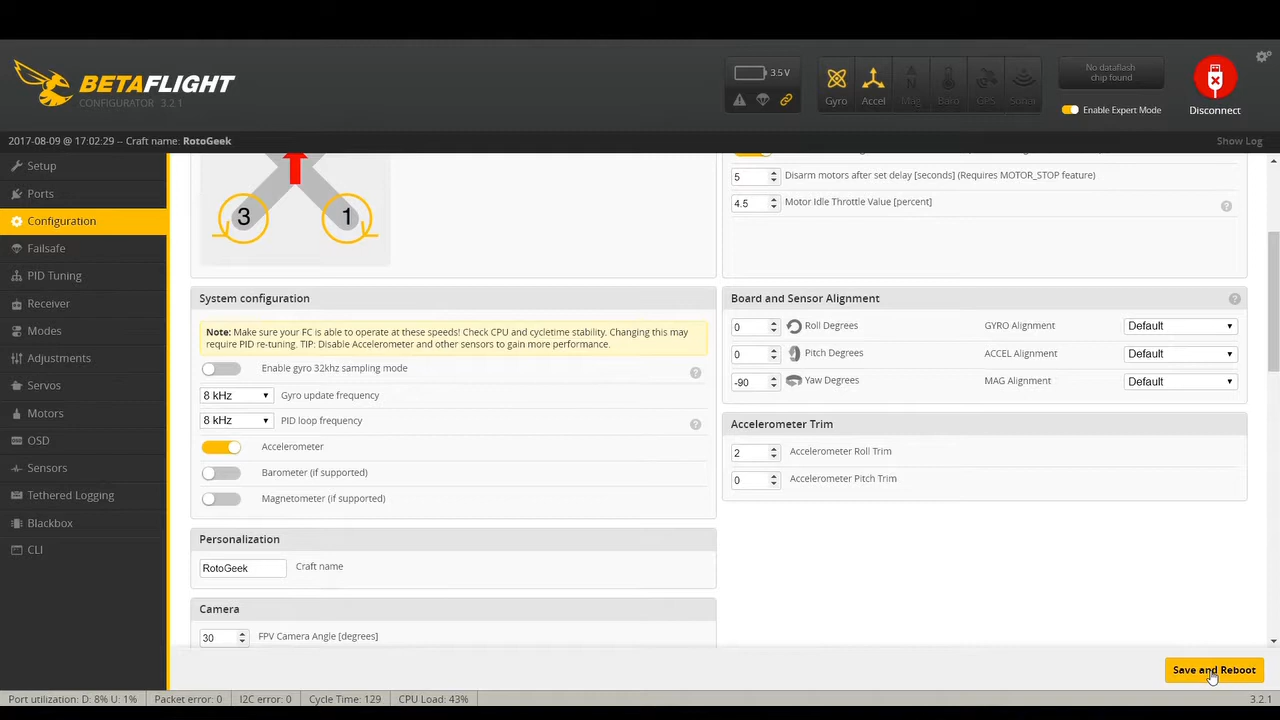 BETAFLIGHT
CONFIGURATOR 3.2.1
3.5 V
Gyro
Accel
Mag
Baro
GPS
Sonar
No dataflash
chip found
Enable Expert Mode
Disconnect
2017-08-09 @ 17:02:29 -- Craft name: RotoGeek
Show Log
Setup
Ports
Configuration
Failsafe
PID Tuning
Receiver
Modes
Adjustments
Servos
Motors
OSD
Sensors
Tethered Logging
Blackbox
CLI
3
1
5 Disarm motors after set delay [seconds] (Requires MOTOR_STOP feature)
4.5 Motor Idle Throttle Value [percent]
System configuration
Note: Make sure your FC is able to operate at these speeds! Check CPU and cycletime stability. Changing this may
require PID re-tuning. TIP: Disable Accelerometer and other sensors to gain more performance.
Enable gyro 32khz sampling mode
8 kHz Gyro update frequency
8 kHz PID loop frequency
Accelerometer
Barometer (if supported)
Magnetometer (if supported)
Personalization
RotoGeek Craft name
Camera
30 FPV Camera Angle [degrees]
Board and Sensor Alignment
0 Roll Degrees GYRO Alignment Default
0 Pitch Degrees ACCEL Alignment Default
-90 Yaw Degrees MAG Alignment Default
Accelerometer Trim
2 Accelerometer Roll Trim
0 Accelerometer Pitch Trim
Save and Reboot
Port utilization: D: 8% U: 1% Packet error: 0 I2C error: 0 Cycle Time: 129 CPU Load: 43% 3.2.1